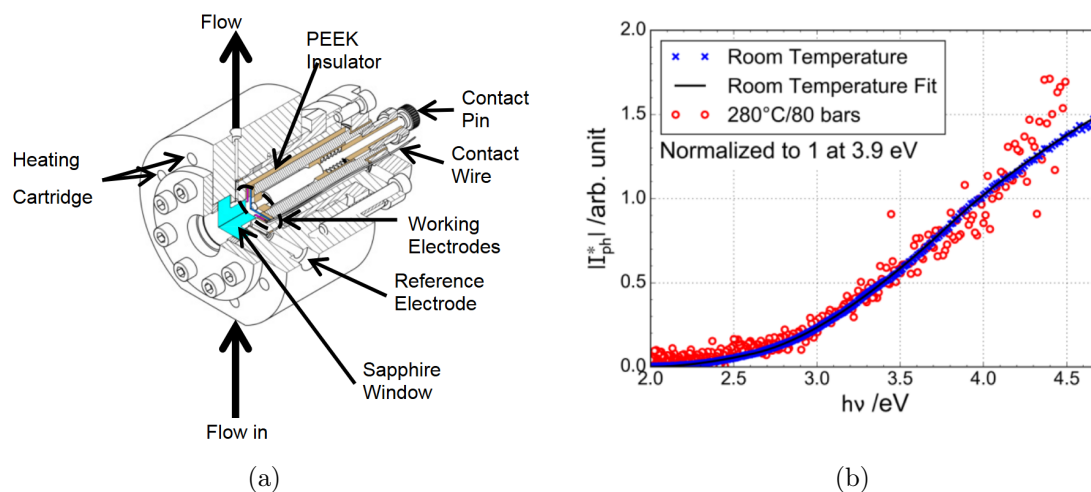 Flow
PEEK
Insulator
Contact
Pin
Contact
Wire
Heating
Cartridge
Working
Electrodes
Reference
Electrode
Sapphire
Window
Flow in
(a)
2.0
1.5
1.0
0.5
0.0
|I*ph| /arb. unit
Room Temperature
Room Temperature Fit
280°C/80 bars
Normalized to 1 at 3.9 eV
2.0 2.5 3.0 3.5 4.0 4.5
hν /eV
(b)